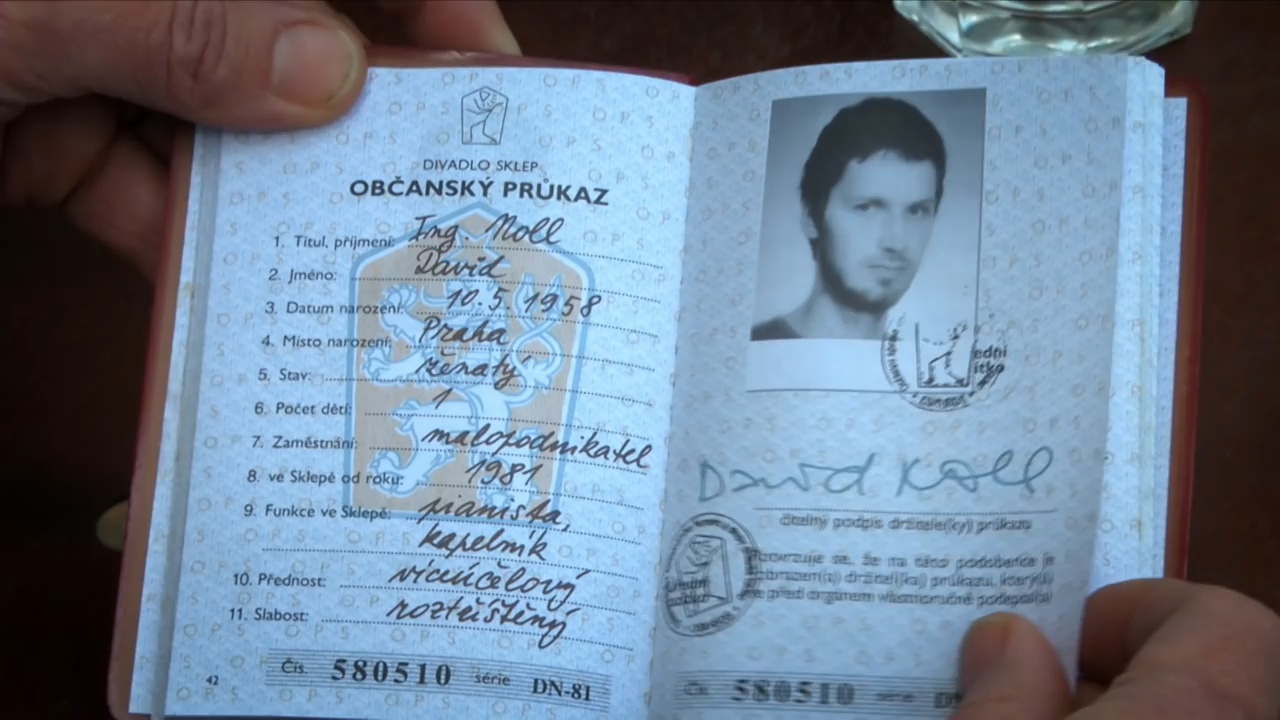 DIVADLO SKLEP
OBČANSKÝ PRŮKAZ
1. Titul, příjmení: Ing. Noll
2. Jméno: David
3. Datum narození: 10. 5. 1958
4. Místo narození: Praha
5. Stav: ženatý
6. Počet dětí: 1
7. Zaměstnání: malopodnikatel
8. ve Sklepě od roku: 1981
9. Funkce ve Sklepě: pianista,
kapelník
10. Přednost: víceúčelový
11. Slabost: roztěištěný
Čís. 580510 série DN-81
42
David Noll
čitelný podpis držitele(ky) průkazu
Potvrzuje se, že na této podobence je
zobrazen(a) držitel(ka) průkazu, který(á)
se před orgánem vlastnoručně podepsal(a)
Čís. 580510 série